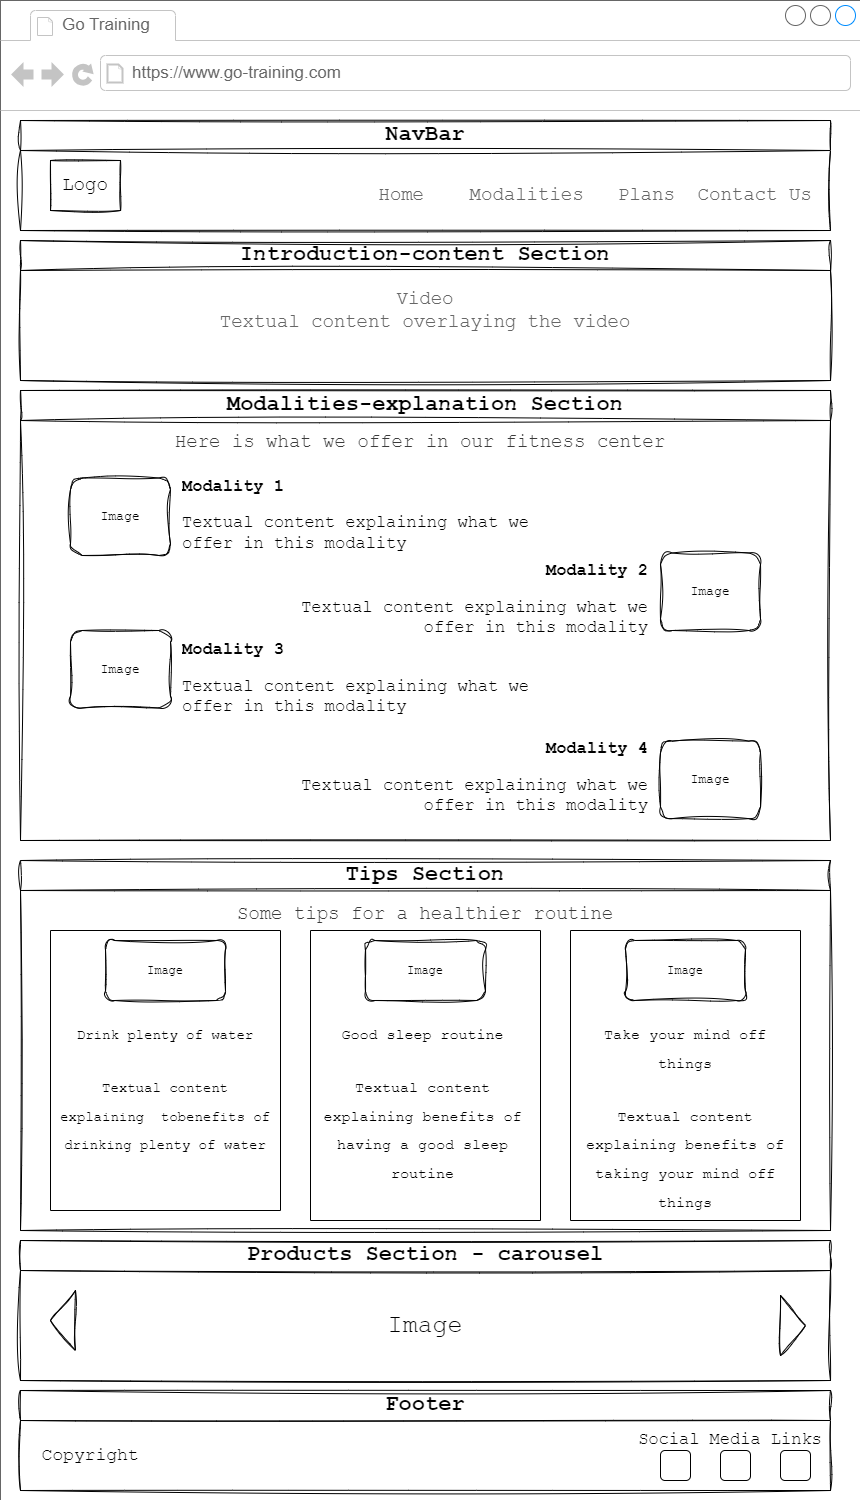 Go Training
https://www.go-training.com
NavBar
Logo
Home Modalities Plans Contact Us
Introduction-content Section
Video
Textual content overlaying the video
Modalities-explanation Section
Here is what we offer in our fitness center
Image
Modality 1
Textual content explaining what we
offer in this modality
Modality 2
Textual content explaining what we
offer in this modality
Image
Image
Modality 3
Textual content explaining what we
offer in this modality
Modality 4
Textual content explaining what we
offer in this modality
Image
Tips Section
Some tips for a healthier routine
Image
Drink plenty of water
Textual content
explaining tobenefits of
drinking plenty of water
Image
Good sleep routine
Textual content
explaining benefits of
having a good sleep
routine
Image
Take your mind off
things
Textual content
explaining benefits of
taking your mind off
things
Products Section - carousel
Image
Footer
Copyright
Social Media Links